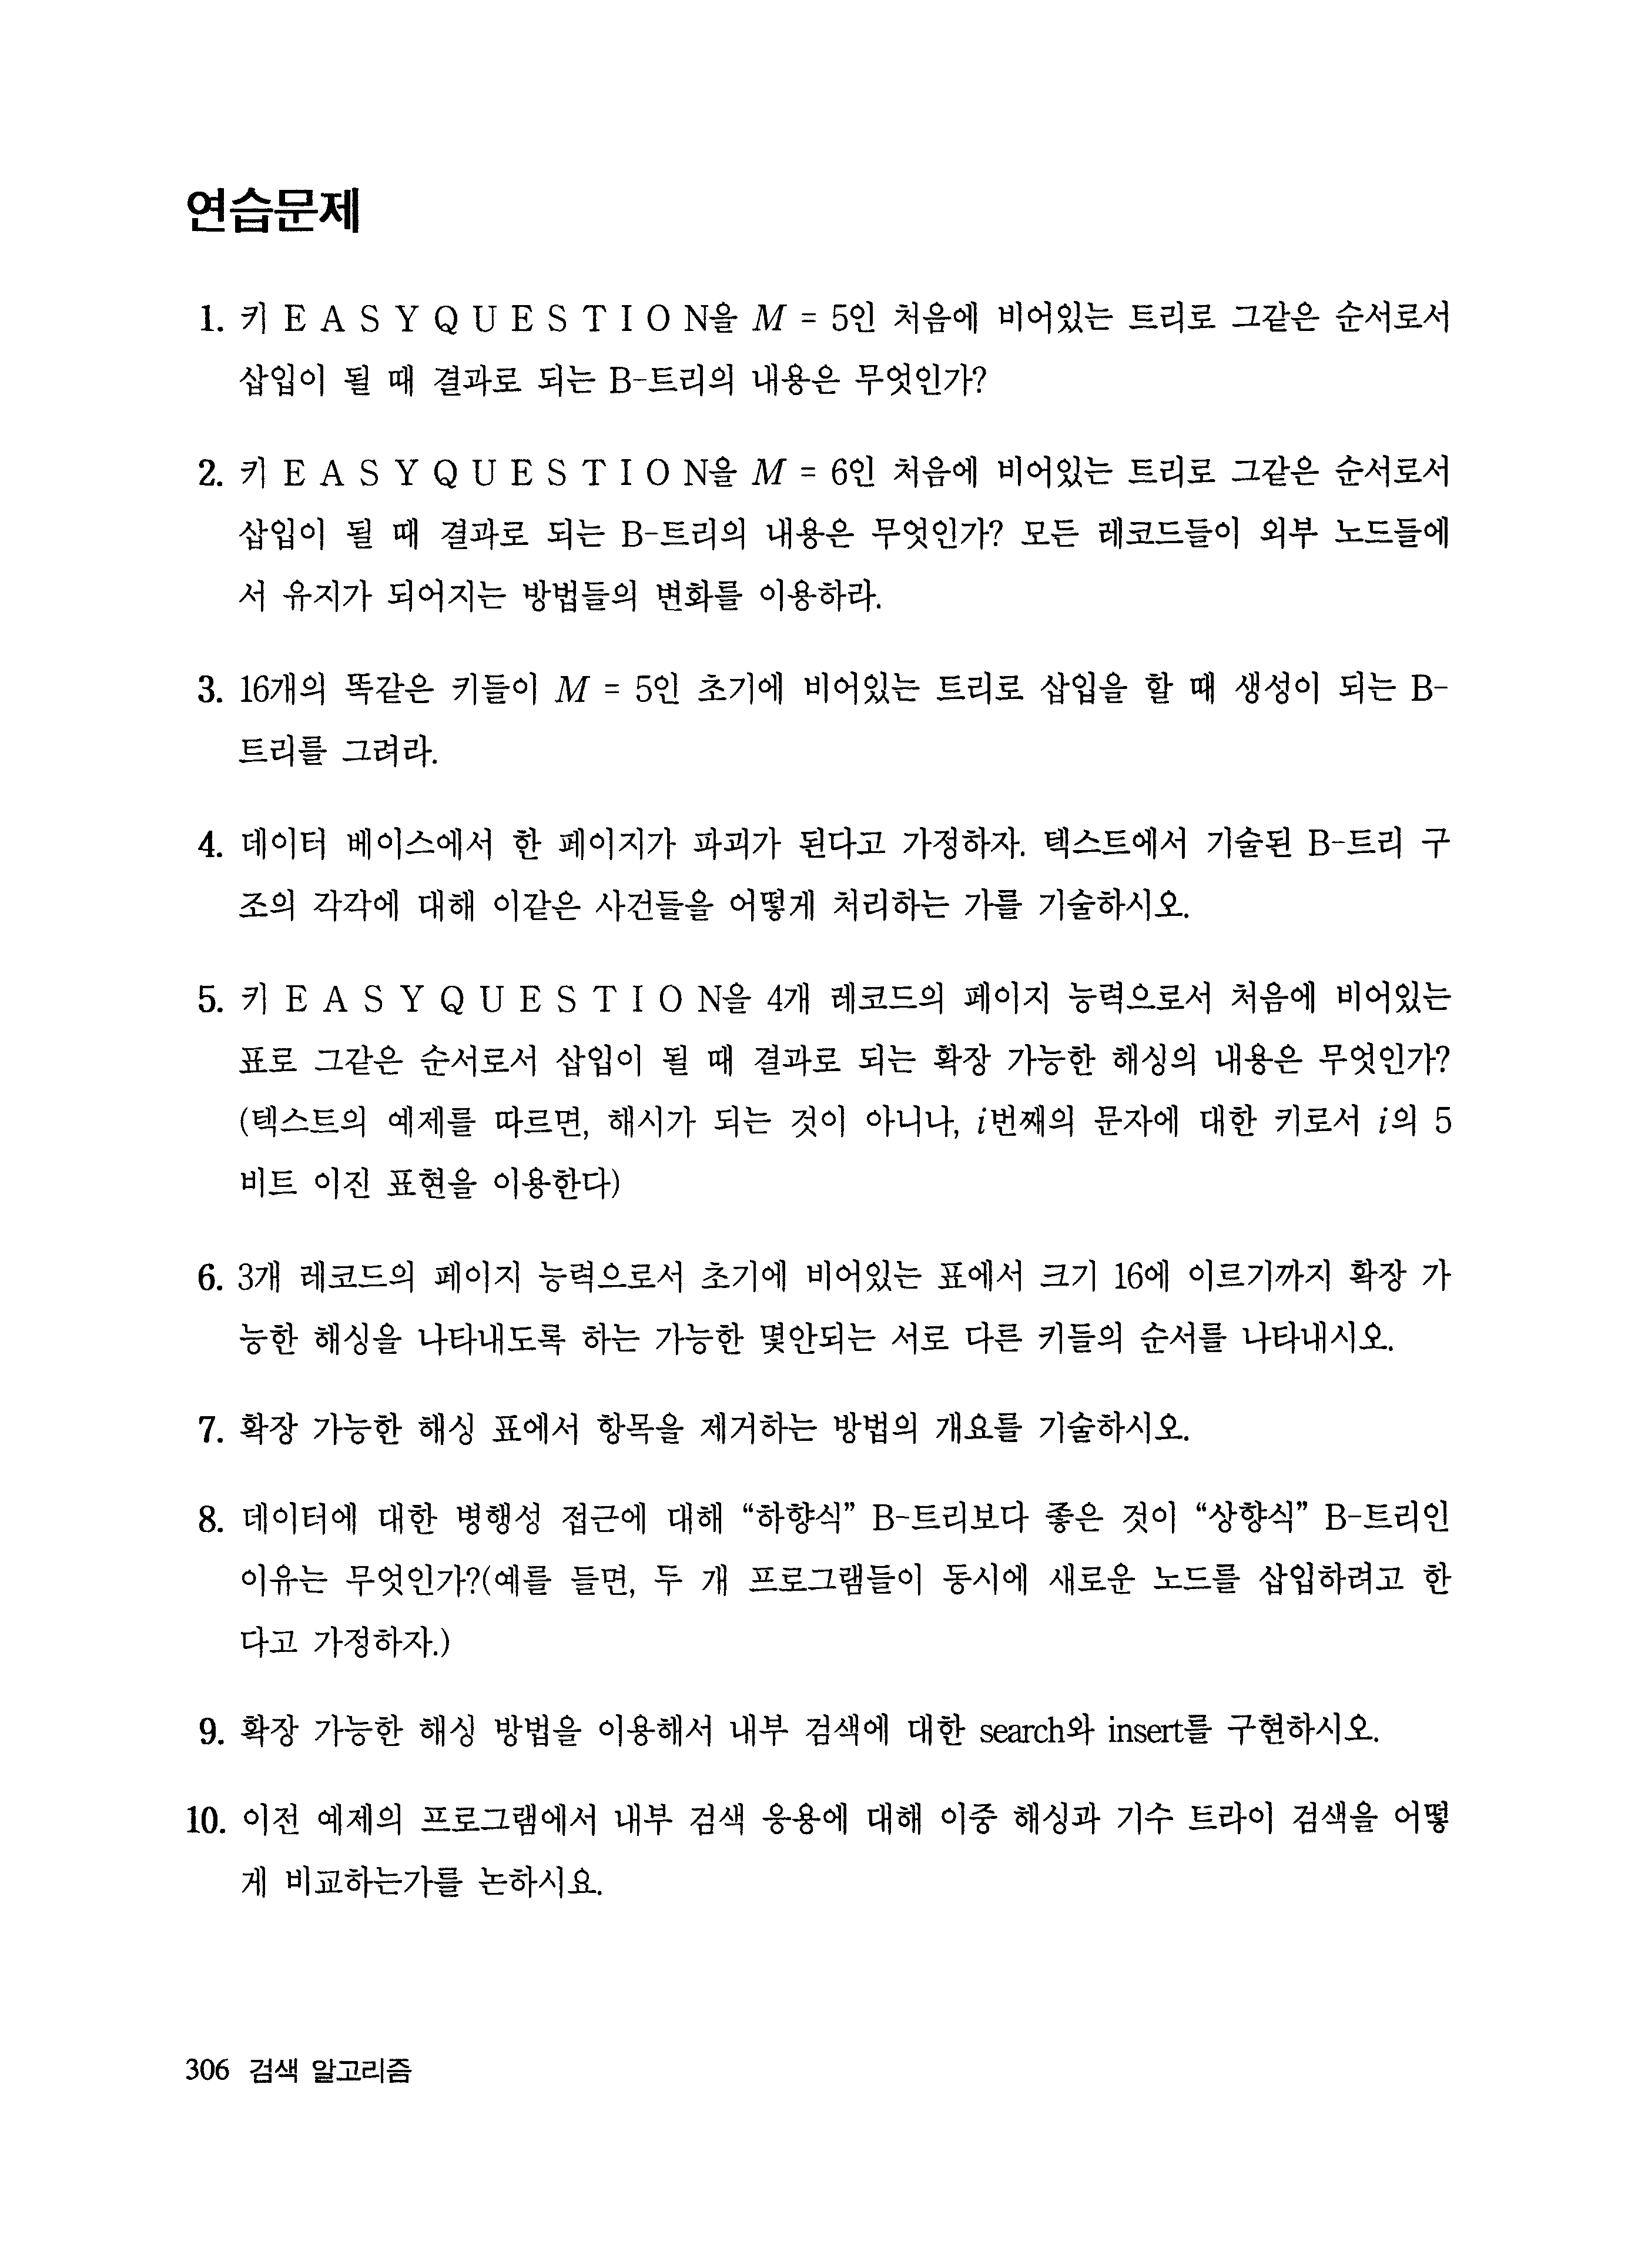 연습문제
1. 키 E A S Y Q U E S T I O N을 M = 5인 처음에 비어있는 트리로 그같은 순서로서
삽입이 될 때 결과로 되는 B-트리의 내용은 무엇인가?
2. 키 E A S Y Q U E S T I O N을 M = 6인 처음에 비어있는 트리로 그같은 순서로서
삽입이 될 때 결과로 되는 B-트리의 내용은 무엇인가? 모든 레코드들이 외부 노드들에
서 유지가 되어지는 방법들의 변화를 이용하라.
3. 16개의 똑같은 키들이 M = 5인 초기에 비어있는 트리로 삽입을 할 때 생성이 되는 B-
트리를 그려라.
4. 데이터 베이스에서 한 페이지가 파괴가 된다고 가정하자. 텍스트에서 기술된 B-트리 구
조의 각각에 대해 이같은 사건들을 어떻게 처리하는 가를 기술하시오.
5. 키 E A S Y Q U E S T I O N을 4개 레코드의 페이지 능력으로서 처음에 비어있는
표로 그같은 순서로서 삽입이 될 때 결과로 되는 확장 가능한 해싱의 내용은 무엇인가?
(텍스트의 예제를 따르면, 해시가 되는 것이 아니나, i번째의 문자에 대한 키로서 i의 5
비트 이진 표현을 이용한다)
6. 3개 레코드의 페이지 능력으로서 초기에 비어있는 표에서 크기 16에 이르기까지 확장 가
능한 해싱을 나타내도록 하는 가능한 몇안되는 서로 다른 키들의 순서를 나타내시오.
7. 확장 가능한 해싱 표에서 항목을 제거하는 방법의 개요를 기술하시오.
8. 데이터에 대한 병행성 접근에 대해 “하향식” B-트리보다 좋은 것이 “상향식” B-트리인
이유는 무엇인가?(예를 들면, 두 개 프로그램들이 동시에 새로운 노드를 삽입하려고 한
다고 가정하자.)
9. 확장 가능한 해싱 방법을 이용해서 내부 검색에 대한 search와 insert를 구현하시오.
10. 이전 예제의 프로그램에서 내부 검색 응용에 대해 이중 해싱과 기수 트라이 검색을 어떻
게 비교하는가를 논하시요.
306 검색 알고리즘